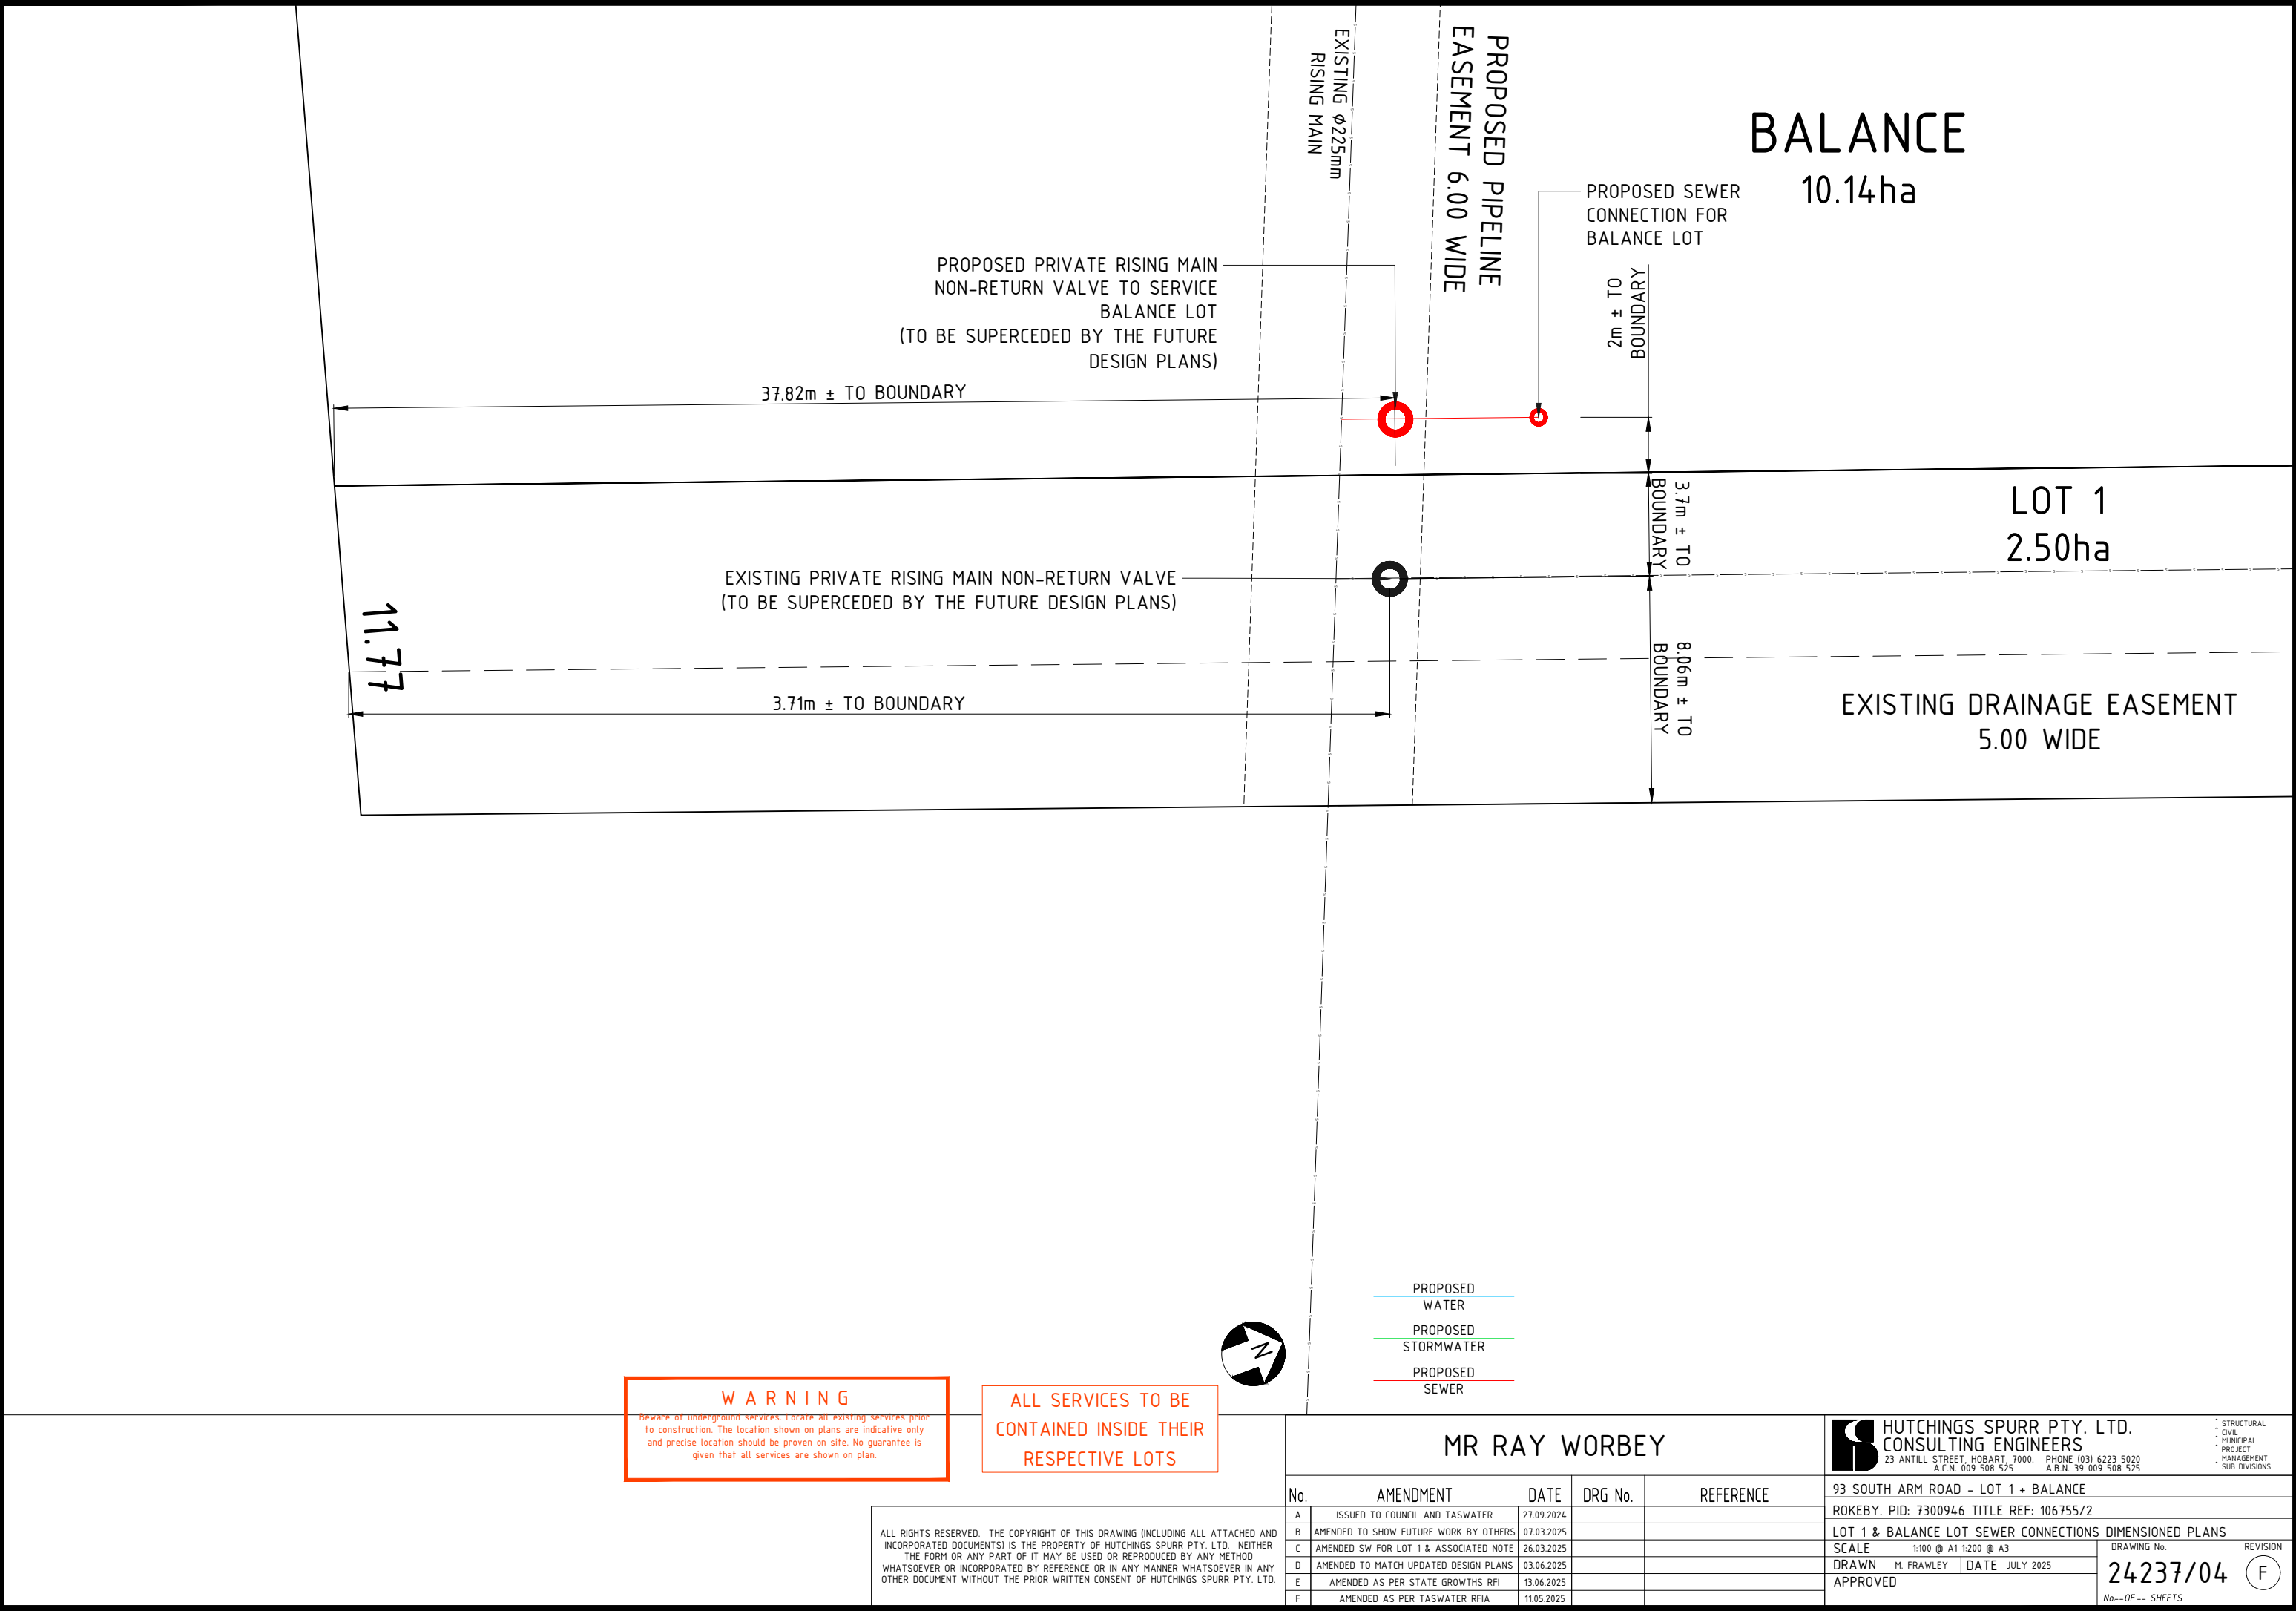 EXISTING Ø225mm
RISING MAIN
PROPOSED PIPELINE
EASEMENT 6.00 WIDE
BALANCE
10.14ha
PROPOSED SEWER
CONNECTION FOR
BALANCE LOT
PROPOSED PRIVATE RISING MAIN
NON-RETURN VALVE TO SERVICE
BALANCE LOT
(TO BE SUPERCEDED BY THE FUTURE
DESIGN PLANS)
2m ± TO
BOUNDARY
37.82m ± TO BOUNDARY
3.7m ± TO
BOUNDARY
LOT 1
2.50ha
EXISTING PRIVATE RISING MAIN NON-RETURN VALVE
(TO BE SUPERCEDED BY THE FUTURE DESIGN PLANS)
11.77
8.06m ± TO
BOUNDARY
3.71m ± TO BOUNDARY
EXISTING DRAINAGE EASEMENT
5.00 WIDE
PROPOSED
WATER
PROPOSED
STORMWATER
PROPOSED
SEWER
N
WARNING
Beware of underground services. Locate all existing services prior
to construction. The location shown on plans are indicative only
and precise location should be proven on site. No guarantee is
given that all services are shown on plan.
ALL SERVICES TO BE
CONTAINED INSIDE THEIR
RESPECTIVE LOTS
ALL RIGHTS RESERVED. THE COPYRIGHT OF THIS DRAWING (INCLUDING ALL ATTACHED AND
INCORPORATED DOCUMENTS) IS THE PROPERTY OF HUTCHINGS SPURR PTY. LTD. NEITHER
THE FORM OR ANY PART OF IT MAY BE USED OR REPRODUCED BY ANY METHOD
WHATSOEVER OR INCORPORATED BY REFERENCE OR IN ANY MANNER WHATSOEVER IN ANY
OTHER DOCUMENT WITHOUT THE PRIOR WRITTEN CONSENT OF HUTCHINGS SPURR PTY. LTD.
MR RAY WORBEY
No. AMENDMENT DATE DRG No. REFERENCE
A ISSUED TO COUNCIL AND TASWATER 27.09.2024
B AMENDED TO SHOW FUTURE WORK BY OTHERS 07.03.2025
C AMENDED SW FOR LOT 1 & ASSOCIATED NOTE 26.03.2025
D AMENDED TO MATCH UPDATED DESIGN PLANS 03.06.2025
E AMENDED AS PER STATE GROWTHS RFI 13.06.2025
F AMENDED AS PER TASWATER RFIA 11.05.2025
HUTCHINGS SPURR PTY. LTD.
CONSULTING ENGINEERS
23 ANTILL STREET, HOBART, 7000. PHONE (03) 6223 5020
A.C.N. 009 508 525 A.B.N. 39 009 508 525
STRUCTURAL
CIVIL
MUNICIPAL
PROJECT
MANAGEMENT
SUB DIVISIONS
93 SOUTH ARM ROAD - LOT 1 + BALANCE
ROKEBY. PID: 7300946 TITLE REF: 106755/2
LOT 1 & BALANCE LOT SEWER CONNECTIONS DIMENSIONED PLANS
SCALE 1:100 @ A1 1:200 @ A3
DRAWN M. FRAWLEY DATE JULY 2025
APPROVED
DRAWING No.
24237/04
No.--OF-- SHEETS
REVISION
F